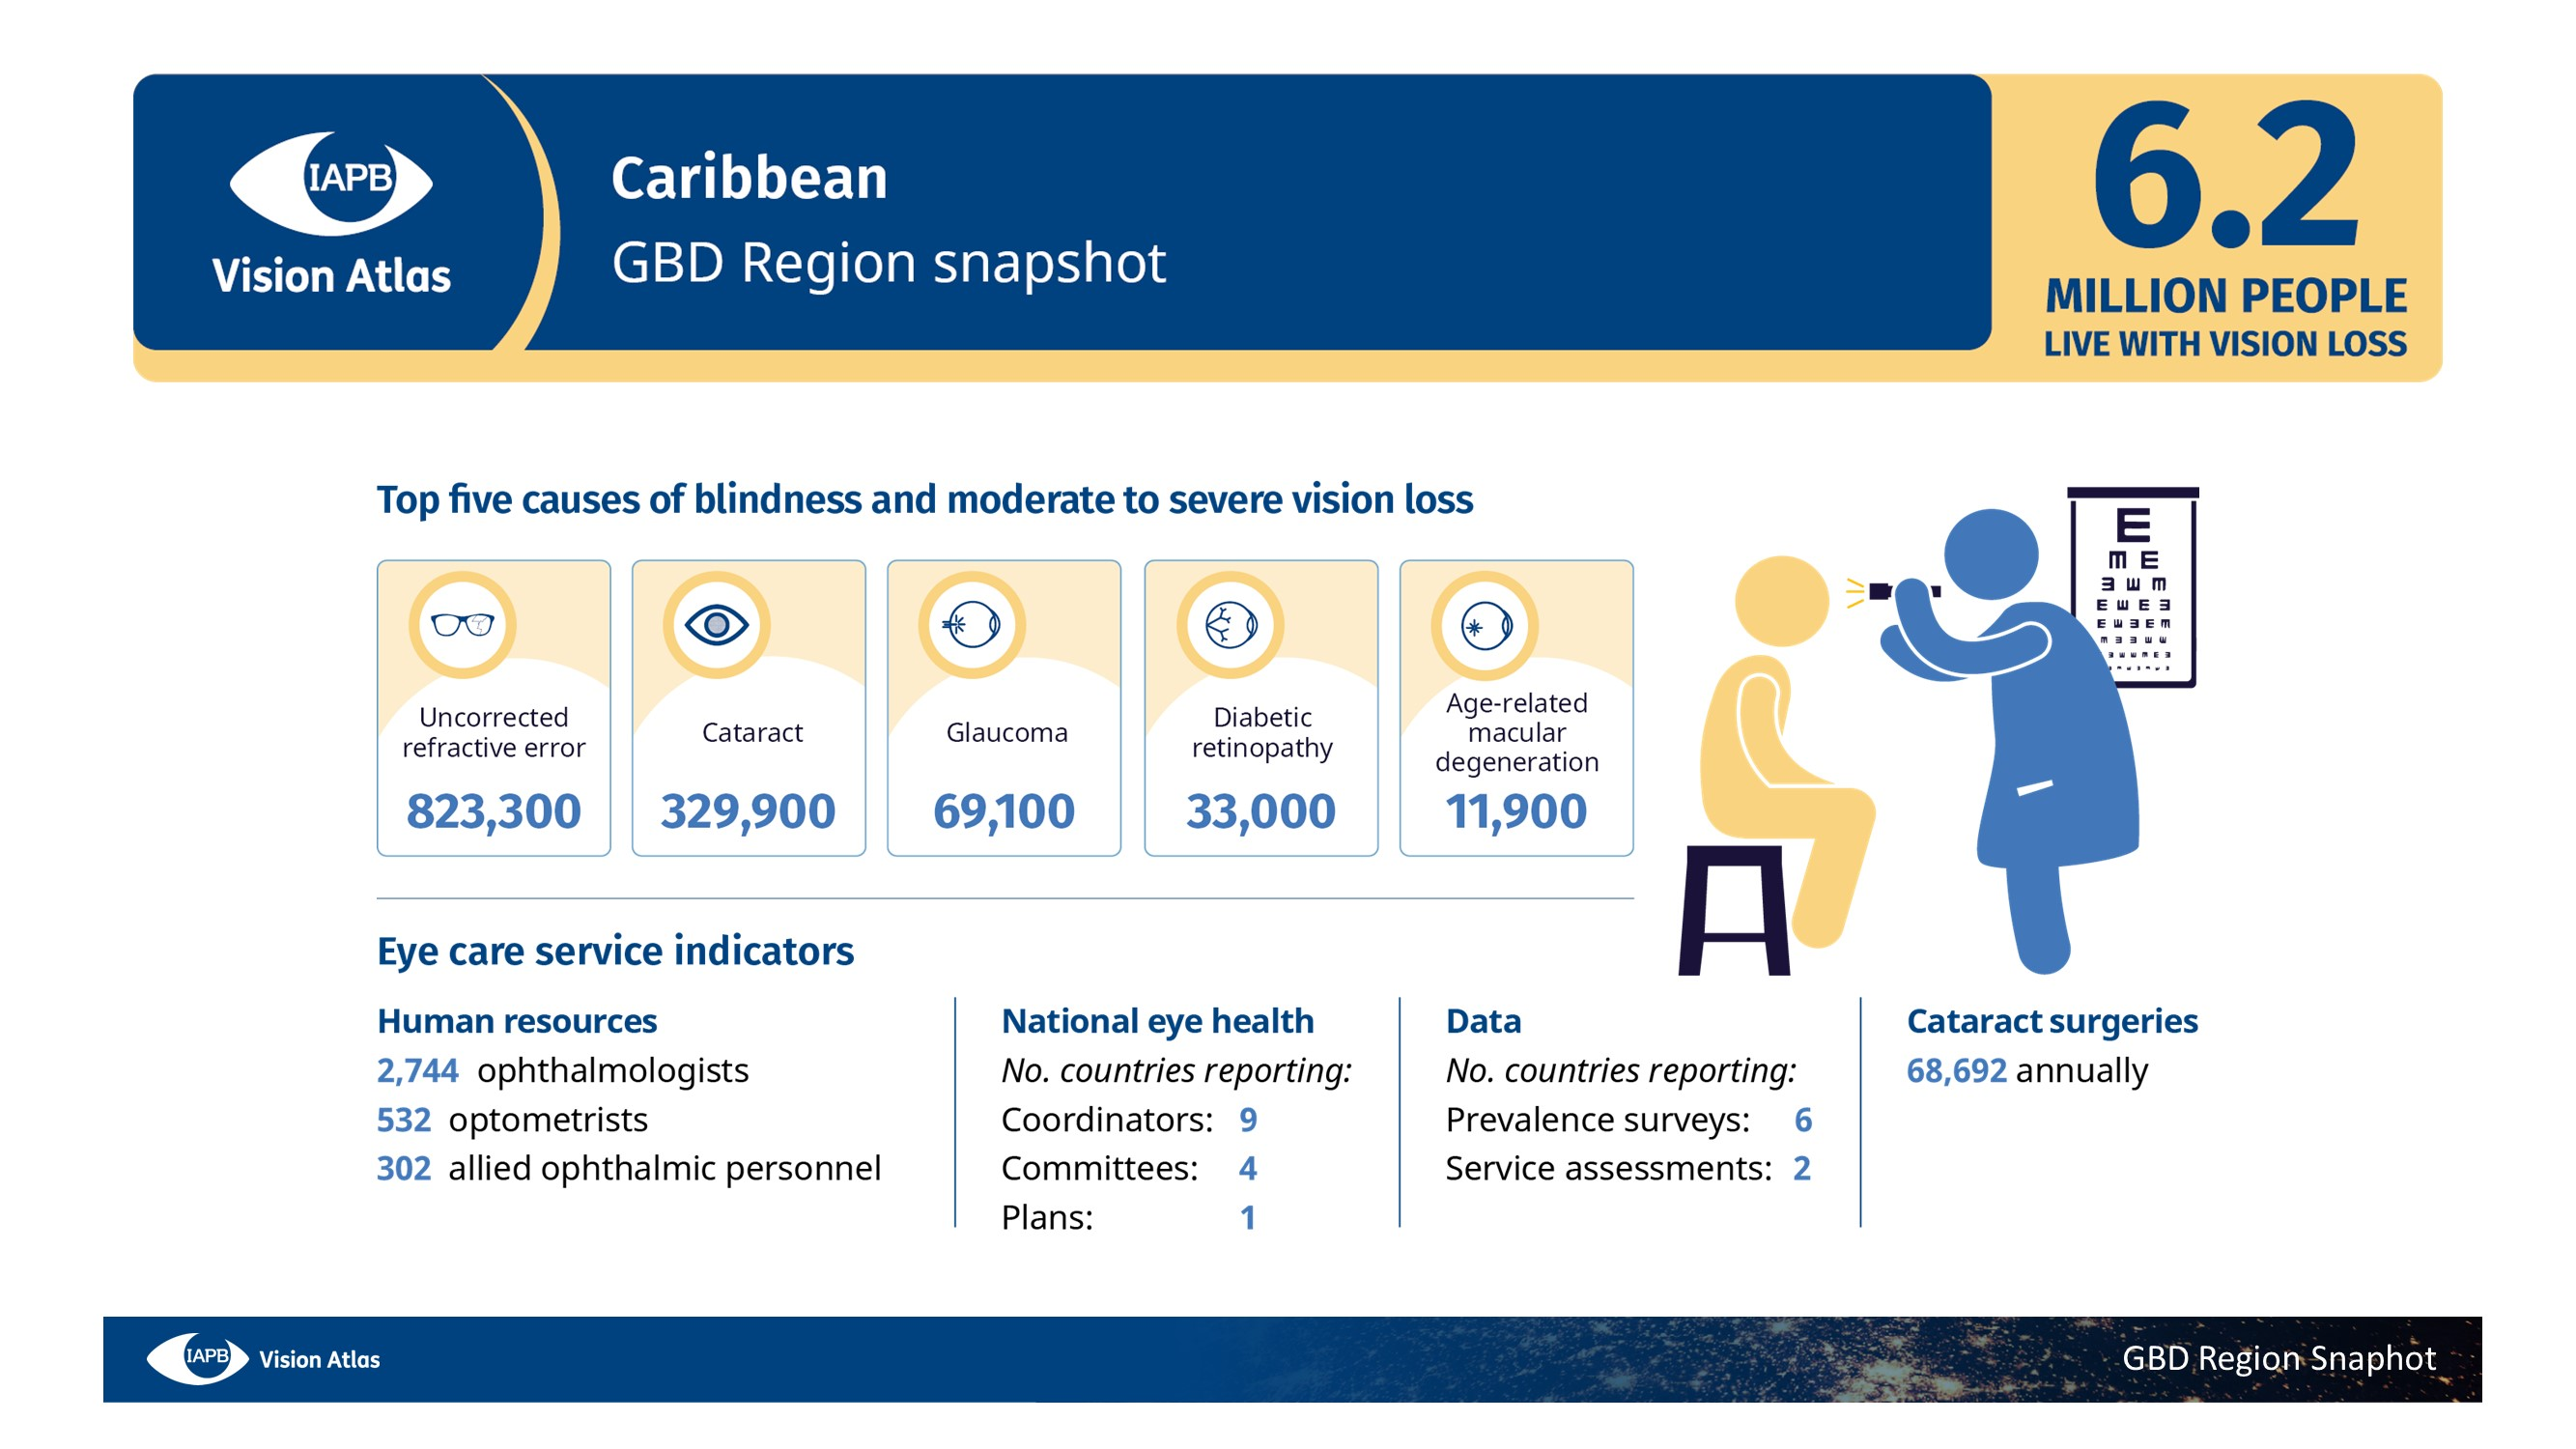 IAPB
Vision Atlas
Caribbean
GBD Region snapshot
6.2
MILLION PEOPLE
LIVE WITH VISION LOSS
Top five causes of blindness and moderate to severe vision loss
Uncorrected
refractive error
823,300
Cataract
329,900
Glaucoma
69,100
Diabetic
retinopathy
33,000
Age-related
macular
degeneration
11,900
E
Eye care service indicators
Human resources
2,744 ophthalmologists
532 optometrists
302 allied ophthalmic personnel
National eye health
No. countries reporting:
Coordinators: 9
Committees: 4
Plans: 1
Data
No. countries reporting:
Prevalence surveys: 6
Service assessments: 2
Cataract surgeries
68,692 annually
IAPB Vision Atlas
GBD Region Snaphot